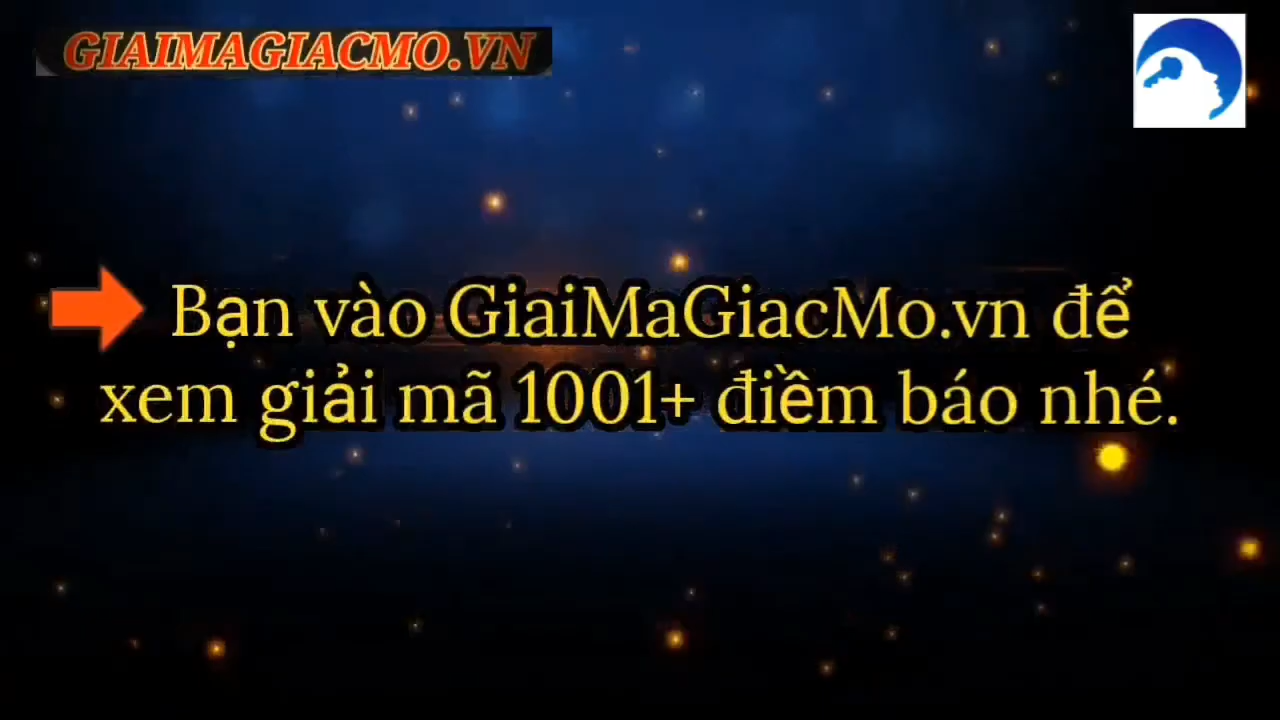 GIAIMAGIACMO.VN
Bạn vào GiaiMaGiacMo.vn để
xem giải mã 1001+ điềm báo nhé.